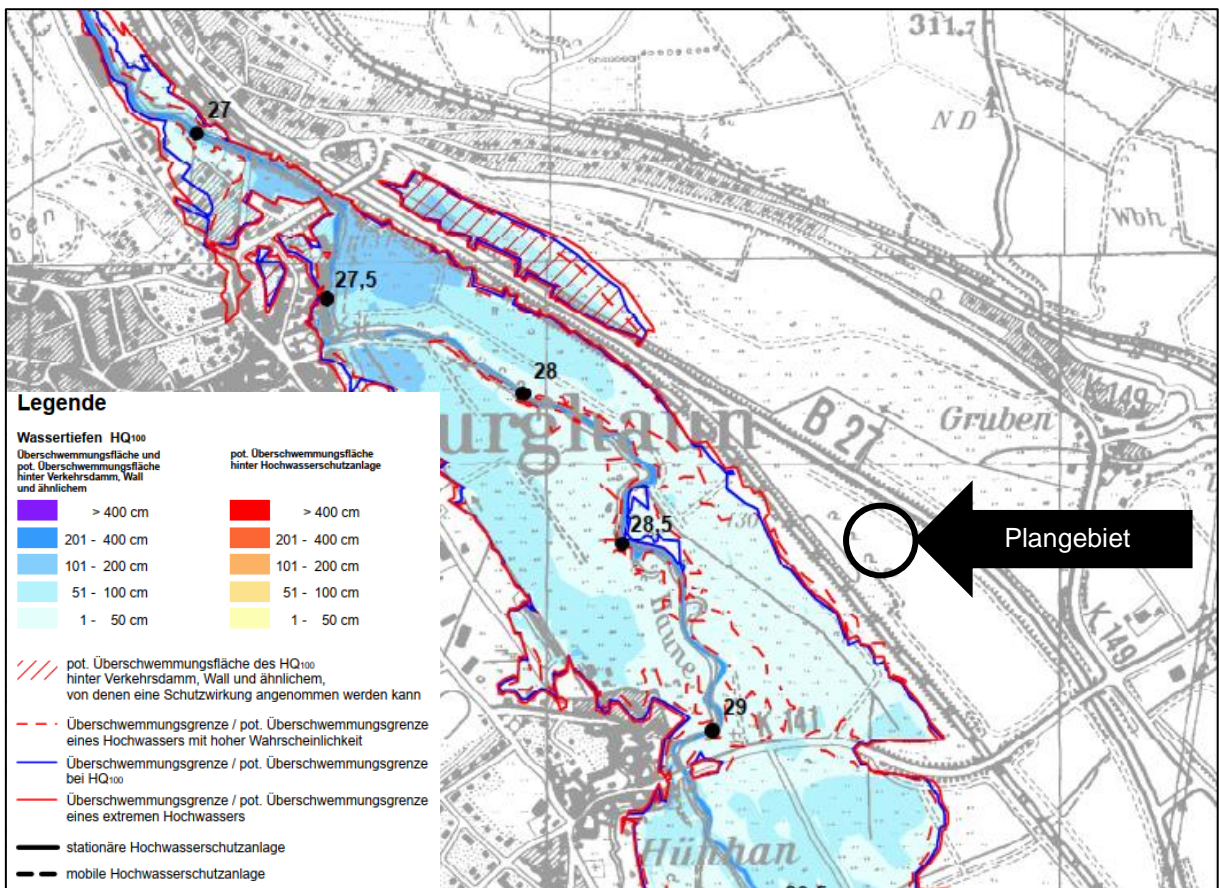 311.7
27
N D
Wbh.
27,5
28
K 149
B 27
Gruben
28,5
Plangebiet
K 149
Haune
29
K 141
Hünhan
Legende
Wassertiefen HQ100
Überschwemmungsfläche und
pot. Überschwemmungsfläche
hinter Verkehrsdamm, Wall
und ähnlichem
> 400 cm
201 - 400 cm
101 - 200 cm
51 - 100 cm
1 - 50 cm
pot. Überschwemmungsfläche
hinter Hochwasserschutzanlage
> 400 cm
201 - 400 cm
101 - 200 cm
51 - 100 cm
1 - 50 cm
pot. Überschwemmungsfläche des HQ100
hinter Verkehrsdamm, Wall und ähnlichem,
von denen eine Schutzwirkung angenommen werden kann
Überschwemmungsgrenze / pot. Überschwemmungsgrenze
eines Hochwassers mit hoher Wahrscheinlichkeit
Überschwemmungsgrenze / pot. Überschwemmungsgrenze
bei HQ100
Überschwemmungsgrenze / pot. Überschwemmungsgrenze
eines extremen Hochwassers
stationäre Hochwasserschutzanlage
mobile Hochwasserschutzanlage